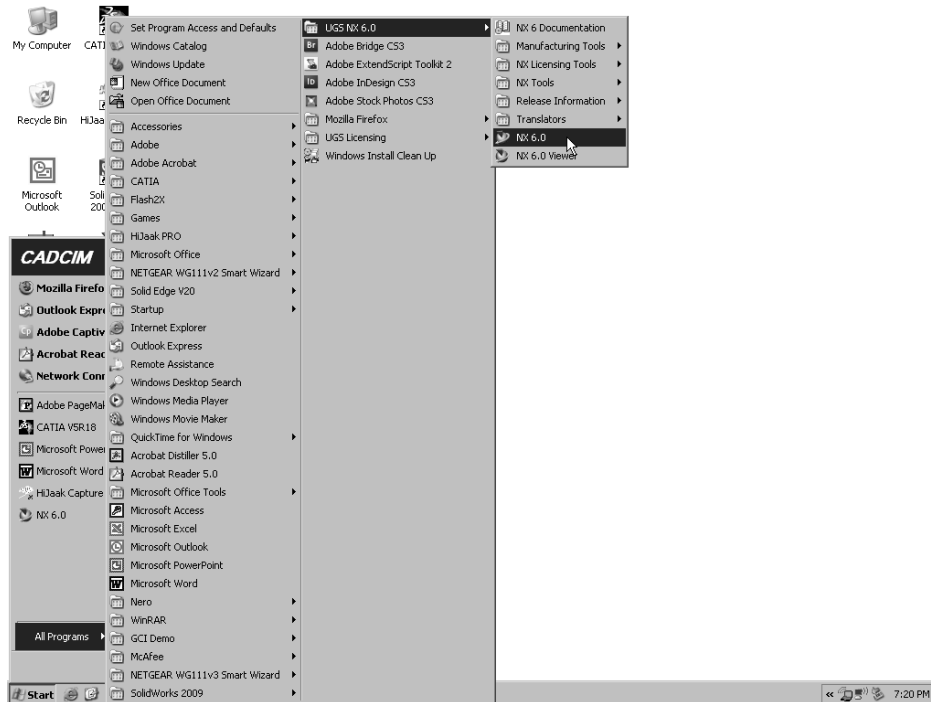 My Computer
CATI
Recycle Bin
HiJaa
Microsoft
Outlook
Soli
200
CADCIM
Mozilla Firefo
Outlook Expre
Adobe Captiv
Acrobat Read
Network Conn
Adobe PageMa
CATIA V5R18
Microsoft Power
Microsoft Word
HiJaak Capture
NX 6.0
All Programs
Start
Set Program Access and Defaults
Windows Catalog
Windows Update
New Office Document
Open Office Document
Accessories
Adobe
Adobe Acrobat
CATIA
Flash2X
Games
HiJaak PRO
Microsoft Office
NETGEAR WG111v2 Smart Wizard
Solid Edge V20
Startup
Internet Explorer
Outlook Express
Remote Assistance
Windows Desktop Search
Windows Media Player
Windows Movie Maker
QuickTime for Windows
Acrobat Distiller 5.0
Acrobat Reader 5.0
Microsoft Office Tools
Microsoft Access
Microsoft Excel
Microsoft Outlook
Microsoft PowerPoint
Microsoft Word
Nero
WinRAR
GCI Demo
McAfee
NETGEAR WG111v3 Smart Wizard
SolidWorks 2009
UGS NX 6.0
Adobe Bridge CS3
Adobe ExtendScript Toolkit 2
Adobe InDesign CS3
Adobe Stock Photos CS3
Mozilla Firefox
UGS Licensing
Windows Install Clean Up
NX 6 Documentation
Manufacturing Tools
NX Licensing Tools
NX Tools
Release Information
Translators
NX 6.0
NX 6.0 Viewer
7:20 PM